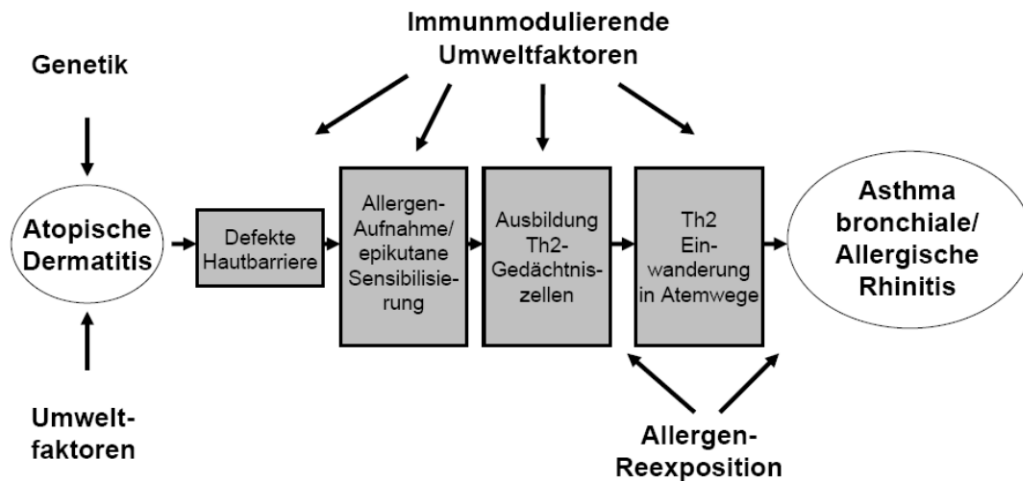 Immunmodulierende
Umweltfaktoren
Genetik
Atopische
Dermatitis
Defekte
Hautbarriere
Allergen-
Aufnahme/
epikutane
Sensibilisie-
rung
Ausbildung
Th2-
Gedächtnis-
zellen
Th2
Ein-
wanderung
in Atemwege
Asthma
bronchiale/
Allergische
Rhinitis
Umwelt-
faktoren
Allergen-
Reexposition